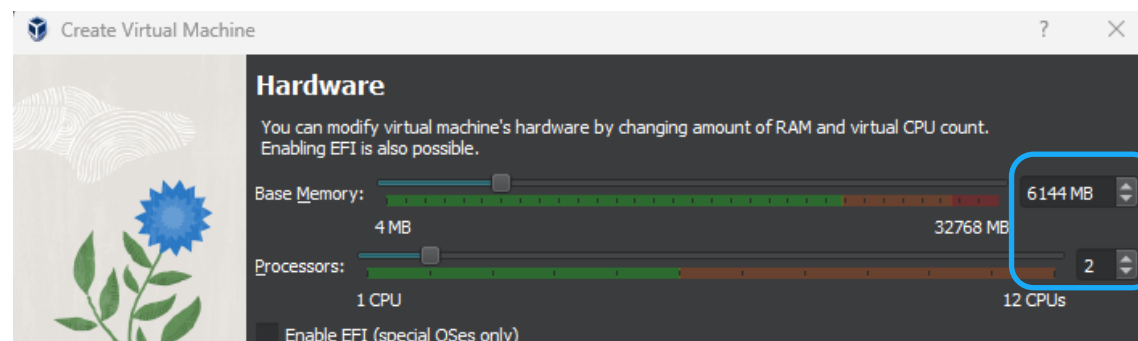 Create Virtual Machine ?
Hardware
You can modify virtual machine's hardware by changing amount of RAM and virtual CPU count.
Enabling EFI is also possible.
Base Memory: 6144 MB
4 MB 32768 MB
Processors: 2
1 CPU 12 CPUs
Enable EFI (special OSes only)